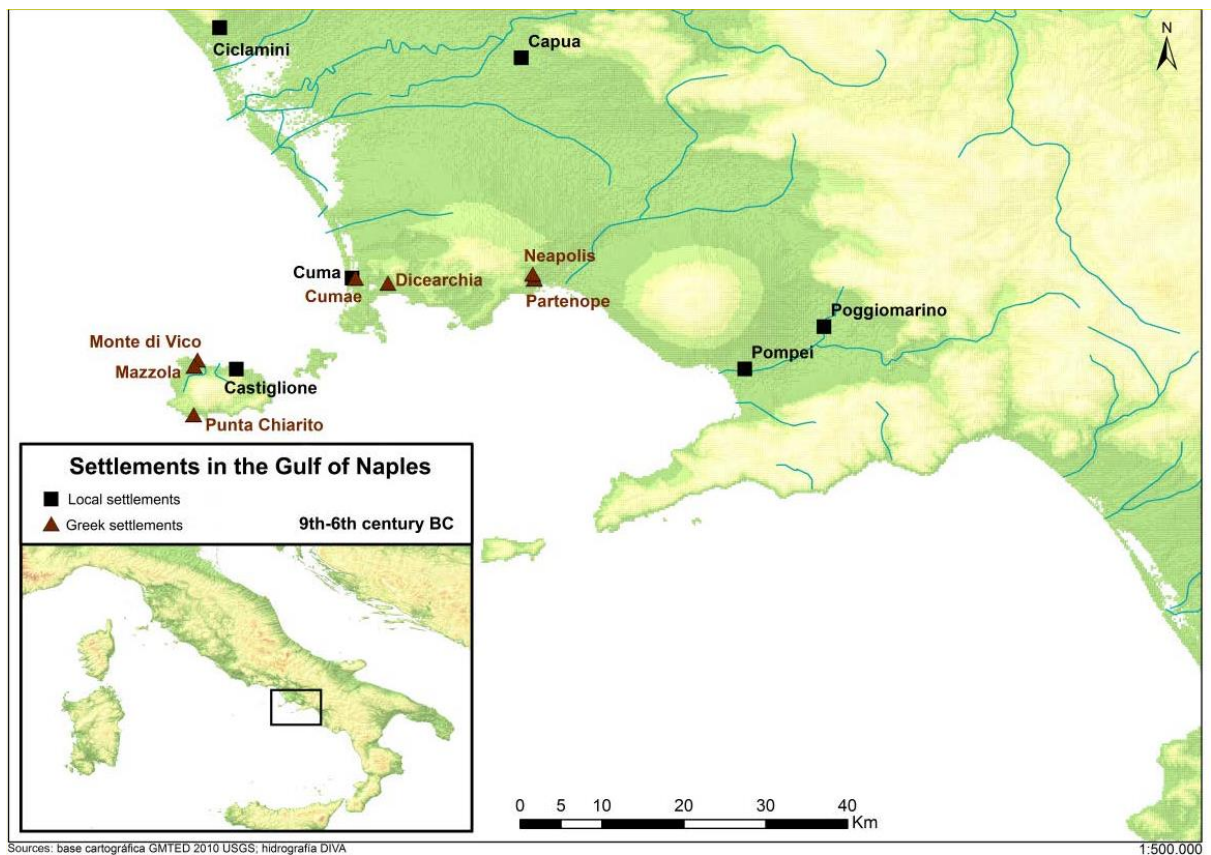 N
Ciclamini
Capua
Neapolis
Cuma
Dicearchia
Cumae
Partenope
Poggiomarino
Monte di Vico
Pompei
Mazzola
Castiglione
Punta Chiarito
Settlements in the Gulf of Naples
Local settlements
Greek settlements
9th-6th century BC
0 5 10 20 30 40
Km
Sources: base cartográfica GMTED 2010 USGS; hidrografía DIVA
1:500.000